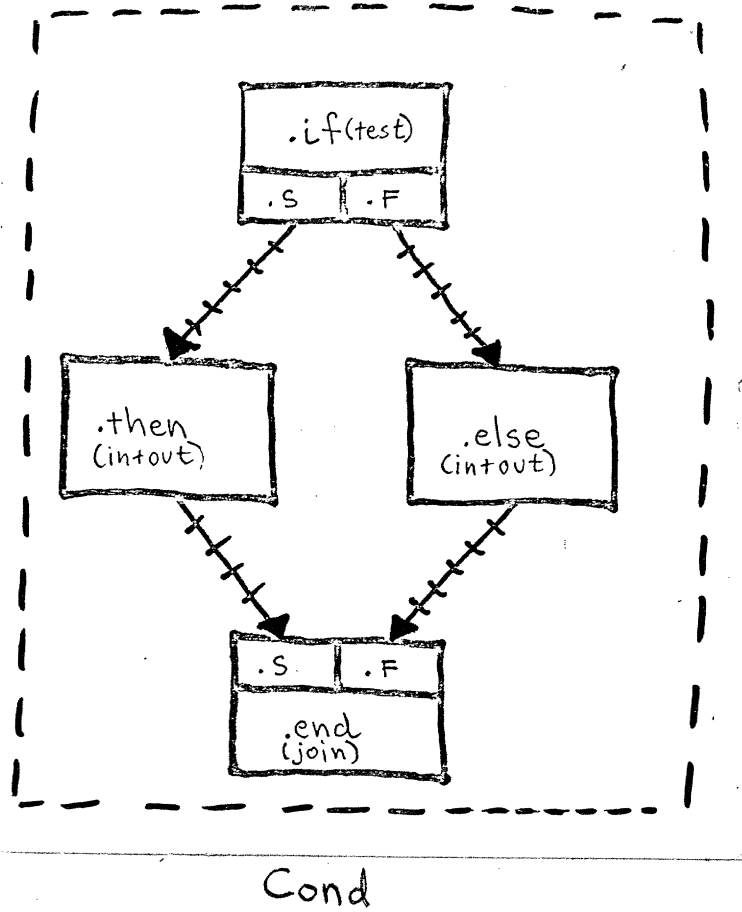 .if(test)
.S
.F
.then
(in+out)
.else
(in+out)
.S
.F
.end
(join)
Cond